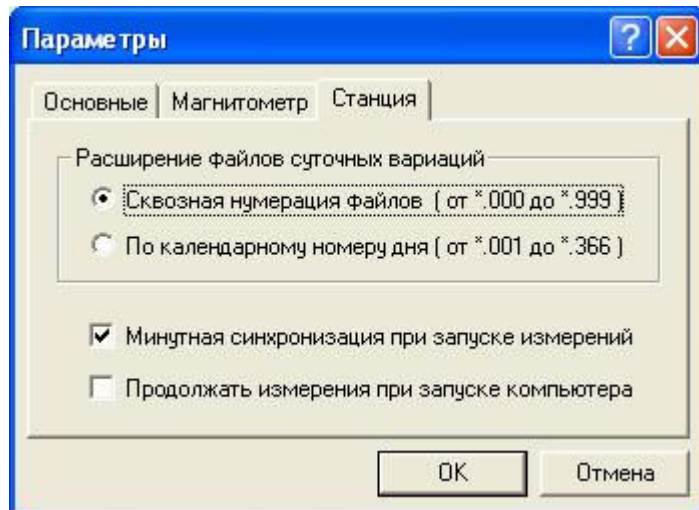 Параметры
Основные Магнитометр Станция
Расширение файлов суточных вариаций
Сквозная нумерация файлов ( от *.000 до *.999 )
По календарному номеру дня ( от *.001 до *.366 )
Минутная синхронизация при запуске измерений
Продолжать измерения при запуске компьютера
OK Отмена